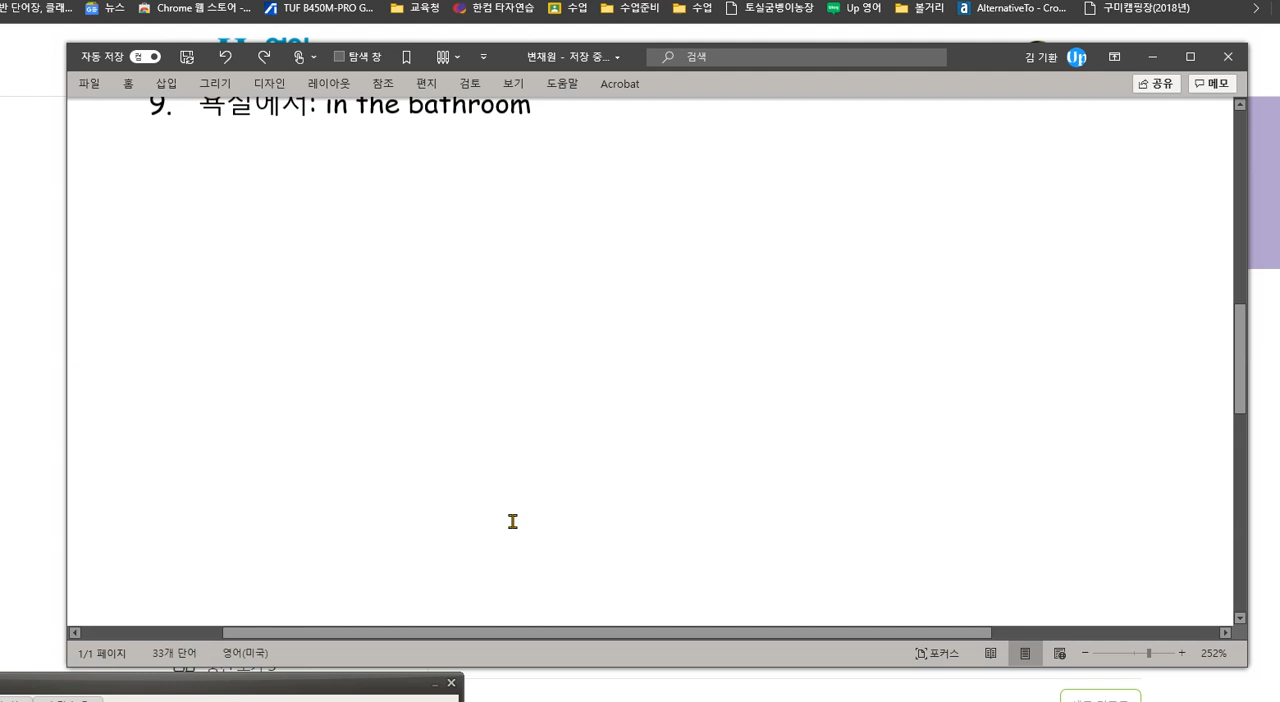 반 단어장, 클래... 뉴스 Chrome 웹 스토어 -... TUF B450M-PRO G... 교육청 한컴 타자연습 수업 수업준비 수업 토실굼벵이농장 Up 영어 볼거리 AlternativeTo - Cro... 구미캠핑장(2018년)
자동 저장 컴 탐색 창 변재원 - 저장 중... 검색 김 기환 Up
파일 홈 삽입 그리기 디자인 레이아웃 참조 편지 검토 보기 도움말 Acrobat 공유 메모
9. 욕실에서: in the bathroom
1/1 페이지 33개 단어 영어(미국) 포커스 252%